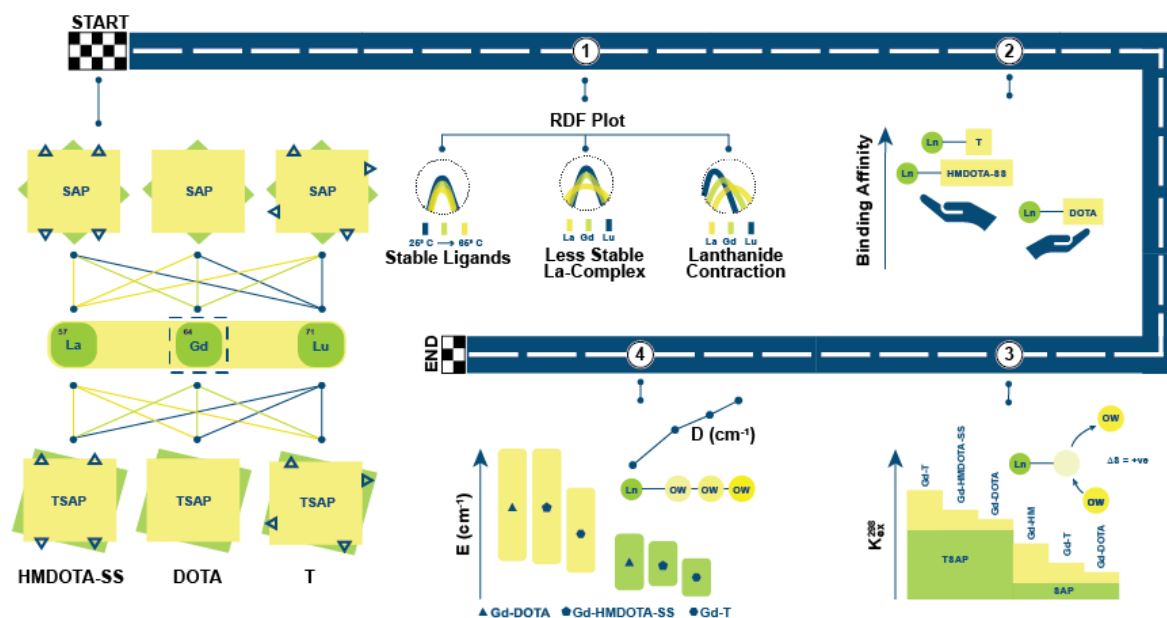 START
1
2
RDF Plot
SAP
SAP
SAP
25º C → 65º C
Stable Ligands
La Gd Lu
Less Stable
La-Complex
La Gd Lu
Lanthanide
Contraction
Binding Affinity
Ln
T
Ln
HMDOTA-SS
Ln
DOTA
57
La
64
Gd
71
Lu
TSAP
TSAP
TSAP
HMDOTA-SS
DOTA
T
END
4
3
E (cm⁻¹)
D (cm⁻¹)
Ln
OW
OW
OW
Gd-DOTA
Gd-HMDOTA-SS
Gd-T
K²⁹⁸ₑₓ
Gd-T
Gd-HMDOTA-SS
Gd-DOTA
Gd-HM
Gd-T
Gd-DOTA
TSAP
SAP
Ln
OW
OW
ΔS = +ve